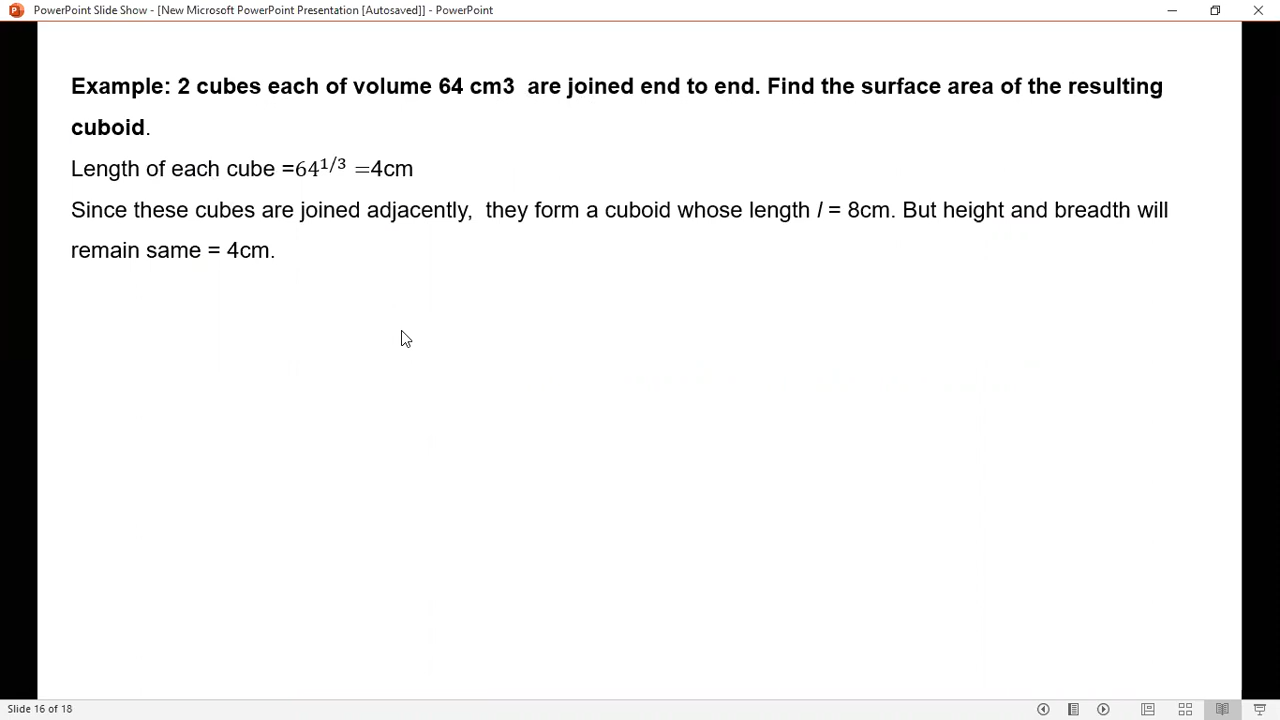 PowerPoint Slide Show - [New Microsoft PowerPoint Presentation [Autosaved]] - PowerPoint
Example: 2 cubes each of volume 64 cm3  are joined end to end. Find the surface area of the resulting
cuboid.
Length of each cube =64^{1/3} =4cm
Since these cubes are joined adjacently,  they form a cuboid whose length l = 8cm. But height and breadth will
remain same = 4cm.
Slide 16 of 18